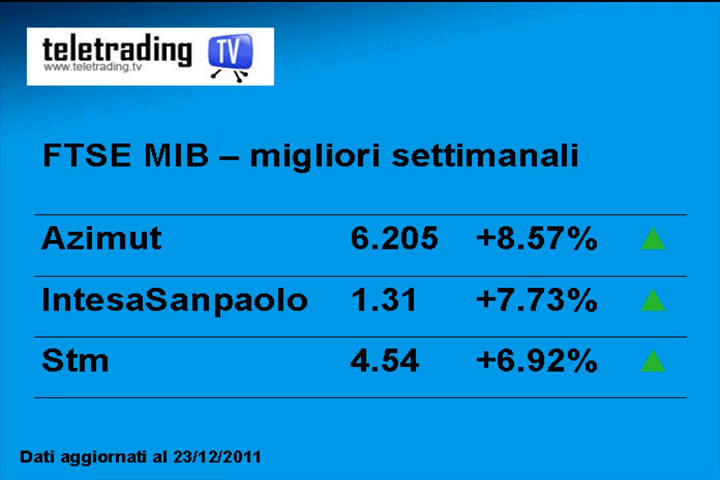 teletrading TV
www.teletrading.tv
FTSE MIB – migliori settimanali
Azimut 6.205 +8.57%
IntesaSanpaolo 1.31 +7.73%
Stm 4.54 +6.92%
Dati aggiornati al 23/12/2011